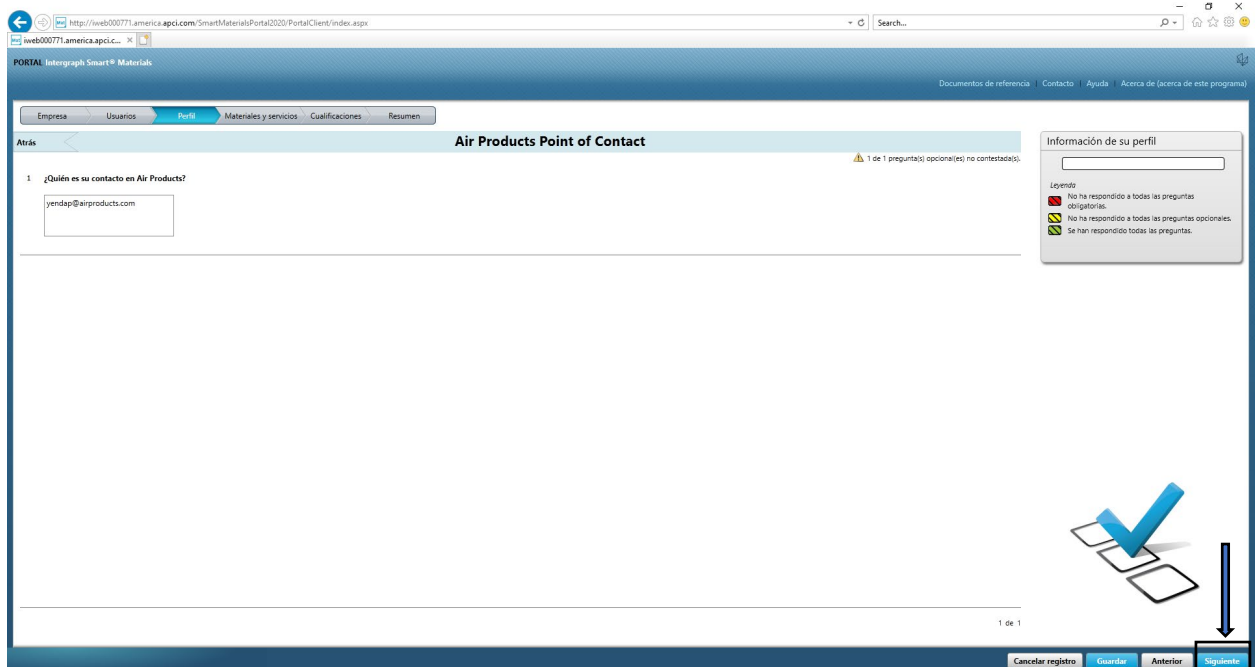 http://iweb000771.america.apci.com/SmartMaterialsPortal2020/PortalClient/index.aspx
Search...
iweb000771.america.apci.c...
PORTAL Intergraph Smart® Materials
Documentos de referencia | Contacto | Ayuda | Acerca de (acerca de este programa)
Empresa Usuarios Perfil Materiales y servicios Cualificaciones Resumen
Atrás
Air Products Point of Contact
1 de 1 pregunta(s) opcional(es) no contestada(s).
1 ¿Quién es su contacto en Air Products?
yendap@airproducts.com
Información de su perfil
Leyenda
No ha respondido a todas las preguntas
obligatorias.
No ha respondido a todas las preguntas opcionales.
Se han respondido todas las preguntas.
1 de 1
Cancelar registro Guardar Anterior Siguiente